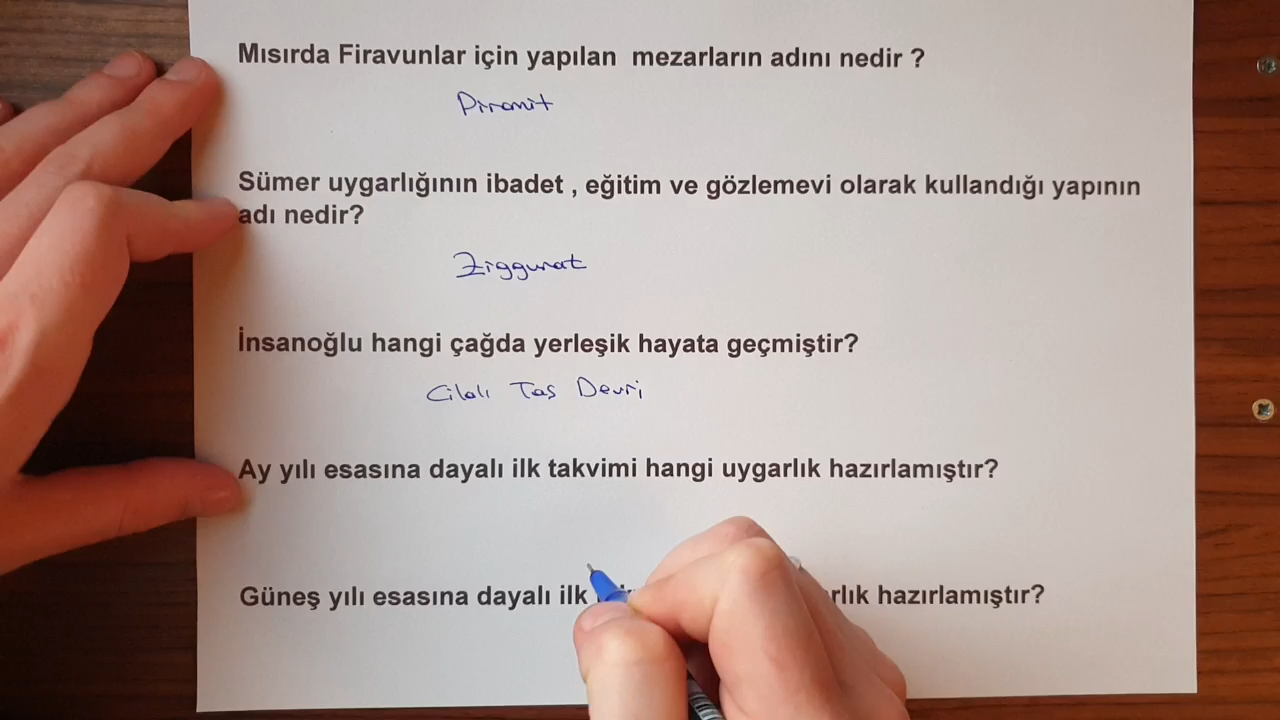 Mısırda Firavunlar için yapılan mezarların adını nedir ?
Piramit
Sümer uygarlığının ibadet , eğitim ve gözlemevi olarak kullandığı yapının
adı nedir?
Ziggurat
İnsanoğlu hangi çağda yerleşik hayata geçmiştir?
Cilalı Tas Devri
Ay yılı esasına dayalı ilk takvimi hangi uygarlık hazırlamıştır?
Güneş yılı esasına dayalı ilk hazırlamıştır?